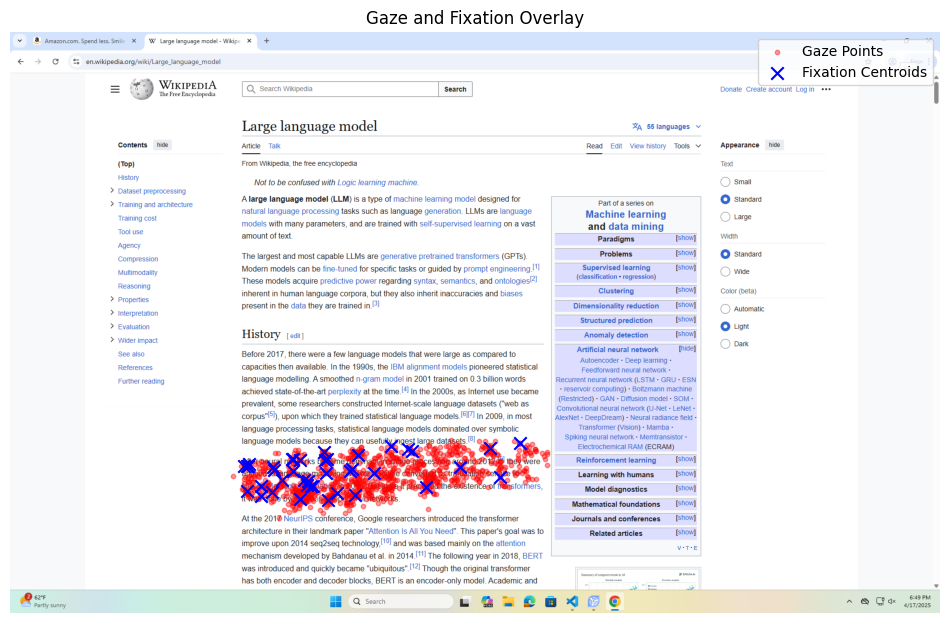 Gaze and Fixation Overlay
Gaze Points
Fixation Centroids
Amazon.com. Spend less. Smile
Large language model - Wikipe
en.wikipedia.org/wiki/Large_language_model
WIKIPEDIA
The Free Encyclopedia
Search Wikipedia
Search
Donate Create account Log in •••
Contents hide
(Top)
History
Dataset preprocessing
Training and architecture
Training cost
Tool use
Agency
Compression
Multimodality
Reasoning
Properties
Interpretation
Evaluation
Wider impact
See also
References
Further reading
Large language model
55 languages
Article Talk
Read Edit View history Tools
From Wikipedia, the free encyclopedia
Not to be confused with Logic learning machine.
A large language model (LLM) is a type of machine learning model designed for
natural language processing tasks such as language generation. LLMs are language
models with many parameters, and are trained with self-supervised learning on a vast
amount of text.
The largest and most capable LLMs are generative pretrained transformers (GPTs).
Modern models can be fine-tuned for specific tasks or guided by prompt engineering.[1]
These models acquire predictive power regarding syntax, semantics, and ontologies[2]
inherent in human language corpora, but they also inherit inaccuracies and biases
present in the data they are trained in.[3]
History [ edit ]
Before 2017, there were a few language models that were large as compared to
capacities then available. In the 1990s, the IBM alignment models pioneered statistical
language modelling. A smoothed n-gram model in 2001 trained on 0.3 billion words
achieved state-of-the-art perplexity at the time.[4] In the 2000s, as Internet use became
prevalent, some researchers constructed Internet-scale language datasets ("web as
corpus"[5]), upon which they trained statistical language models.[6][7] In 2009, in most
language processing tasks, statistical language models dominated over symbolic
language models because they can usefully ingest large datasets.[8]
neural
they were
the existence of transformers,
At the 2017 NeurIPS conference, Google researchers introduced the transformer
architecture in their landmark paper "Attention Is All You Need". This paper's goal was to
improve upon 2014 seq2seq technology,[10] and was based mainly on the attention
mechanism developed by Bahdanau et al. in 2014.[11] The following year in 2018, BERT
was introduced and quickly became "ubiquitous".[12] Though the original transformer
has both encoder and decoder blocks, BERT is an encoder-only model. Academic and
Part of a series on
Machine learning
and data mining
Paradigms [show]
Problems [show]
Supervised learning [show]
(classification • regression)
Clustering [show]
Dimensionality reduction [show]
Structured prediction [show]
Anomaly detection [show]
Artificial neural network [hide]
Autoencoder · Deep learning ·
Feedforward neural network ·
Recurrent neural network (LSTM · GRU · ESN
· reservoir computing) · Boltzmann machine
(Restricted) · GAN · Diffusion model · SOM ·
Convolutional neural network (U-Net · LeNet ·
AlexNet · DeepDream) · Neural radiance field ·
Transformer (Vision) · Mamba ·
Spiking neural network · Memtransistor ·
Electrochemical RAM (ECRAM)
Reinforcement learning [show]
Learning with humans [show]
Model diagnostics [show]
Mathematical foundations [show]
Journals and conferences [show]
Related articles [show]
V · T · E
Appearance hide
Text
Small
Standard
Large
Width
Standard
Wide
Color (beta)
Automatic
Light
Dark
2
62°F
Partly sunny
Search
6:49 PM
4/17/2025